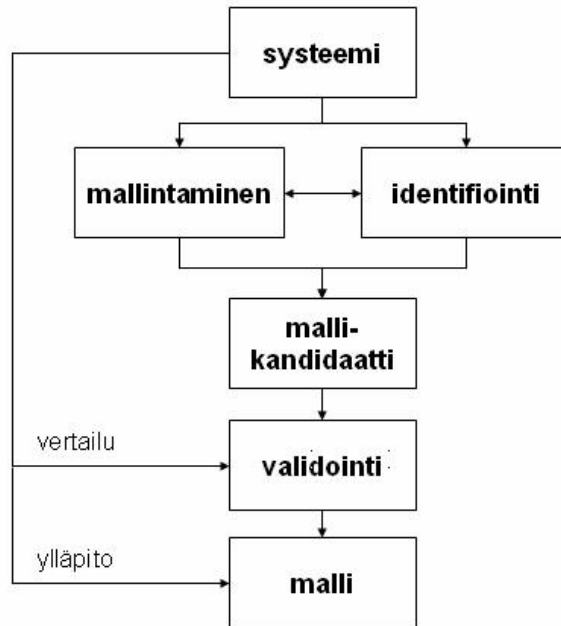 systeemi
mallintaminen
identifiointi
malli-
kandidaatti
vertailu
validointi
ylläpito
malli